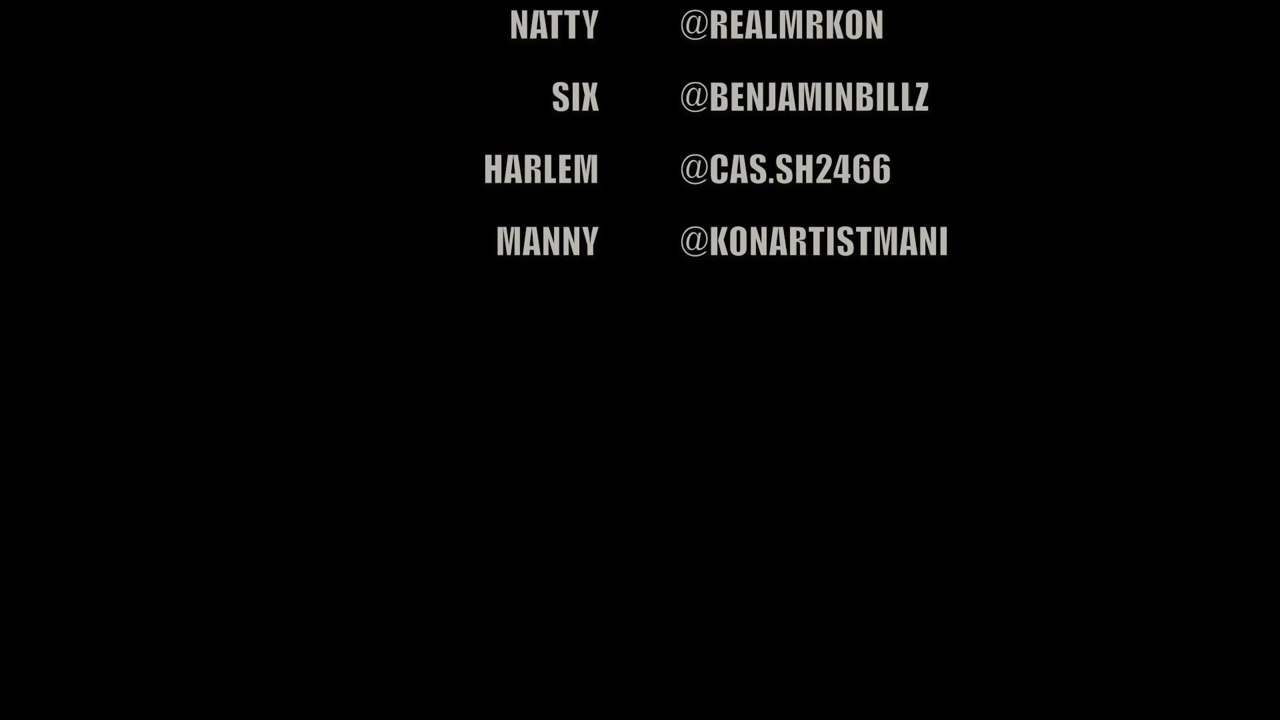 NATTY @REALMRKON
SIX @BENJAMINBILLZ
HARLEM @CAS.SH2466
MANNY @KONARTISTMANI